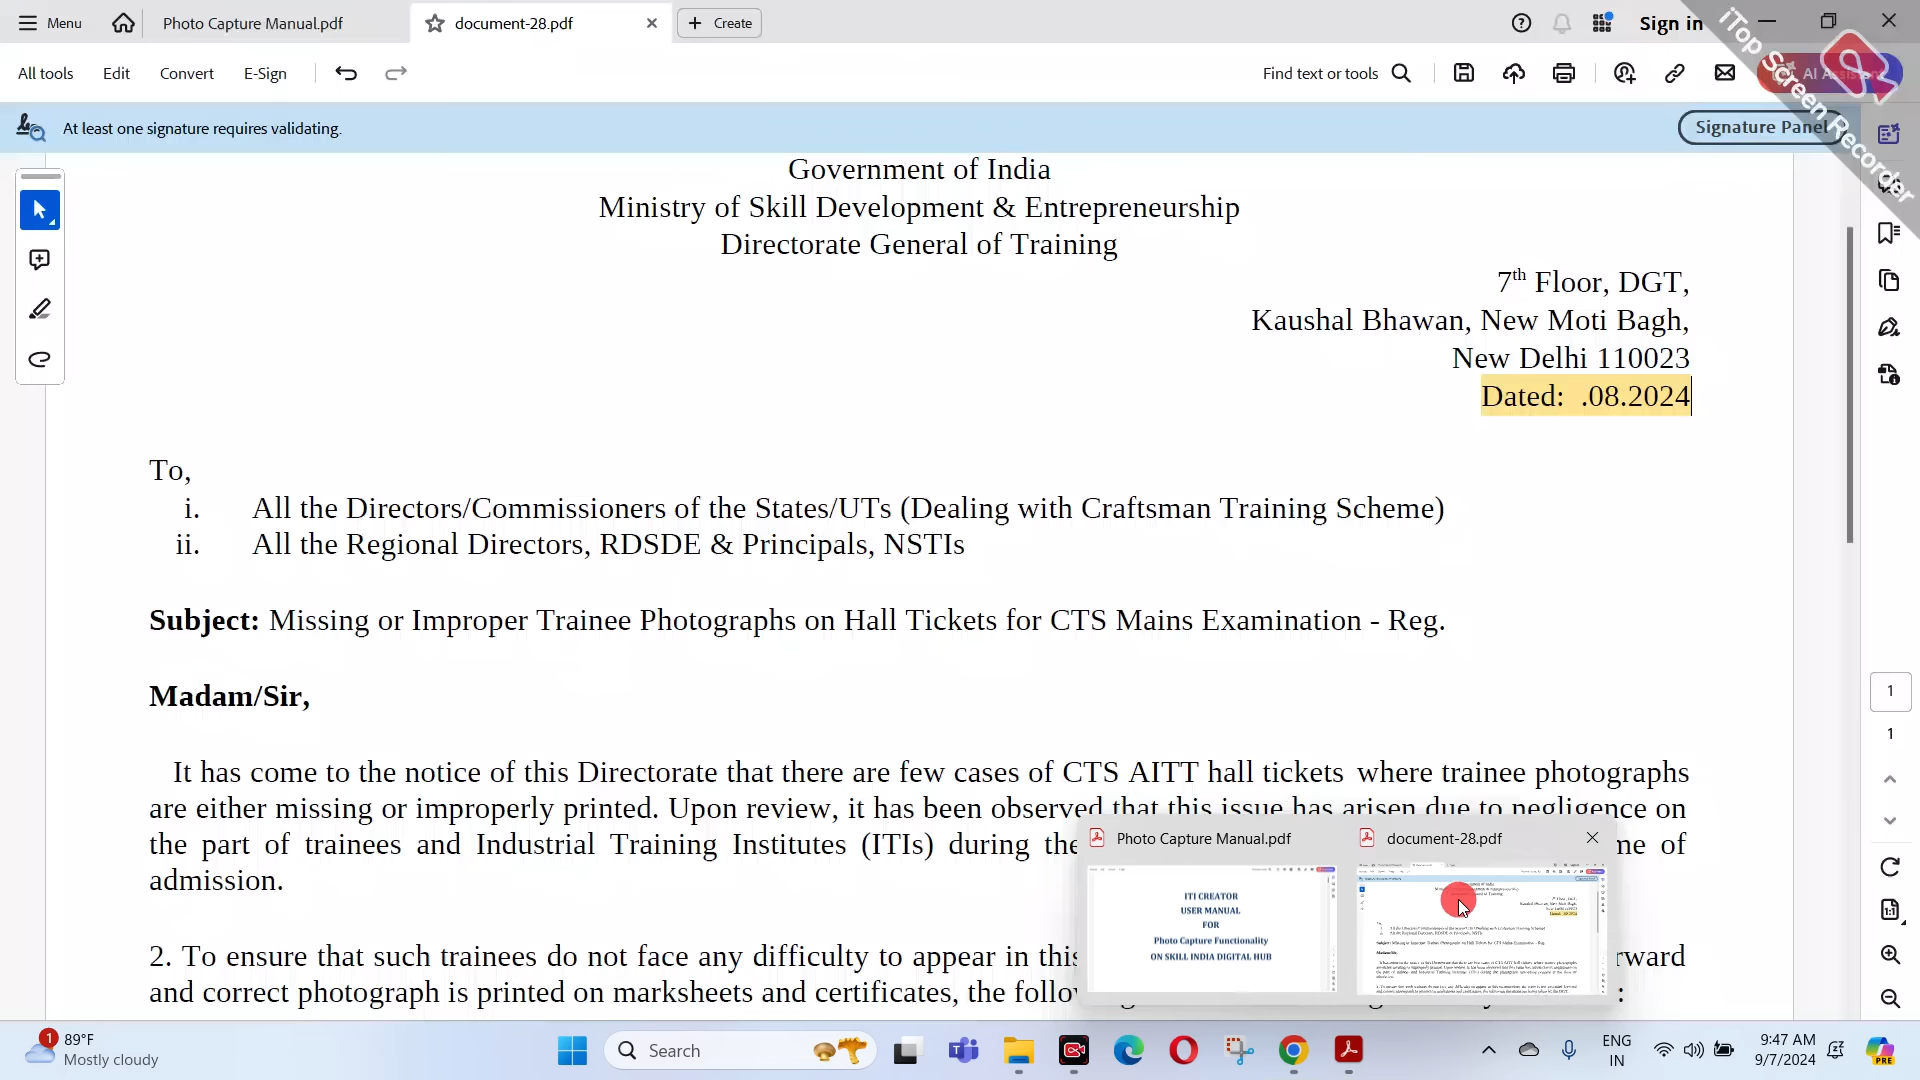 Menu
Photo Capture Manual.pdf
document-28.pdf
Create
Sign in
All tools
Edit
Convert
E-Sign
Find text or tools
AI Assistant
iTop Screen Recorder
At least one signature requires validating.
Signature Panel
Government of India
Ministry of Skill Development & Entrepreneurship
Directorate General of Training
7th Floor, DGT,
Kaushal Bhawan, New Moti Bagh,
New Delhi 110023
Dated: .08.2024
To,
i. All the Directors/Commissioners of the States/UTs (Dealing with Craftsman Training Scheme)
ii. All the Regional Directors, RDSDE & Principals, NSTIs
Subject: Missing or Improper Trainee Photographs on Hall Tickets for CTS Mains Examination - Reg.
Madam/Sir,
It has come to the notice of this Directorate that there are few cases of CTS AITT hall tickets where trainee photographs
are either missing or improperly printed. Upon review, it has been observed that this issue has arisen due to negligence on
the part of trainees and Industrial Training Institutes (ITIs) during the
me of
admission.
2. To ensure that such trainees do not face any difficulty to appear in this
rward
and correct photograph is printed on marksheets and certificates, the follo
:
Photo Capture Manual.pdf
document-28.pdf
ITI CREATOR
USER MANUAL
FOR
Photo Capture Functionality
ON SKILL INDIA DIGITAL HUB
1
1
1
89°F
Mostly cloudy
Search
ENG
IN
9:47 AM
9/7/2024
PRE